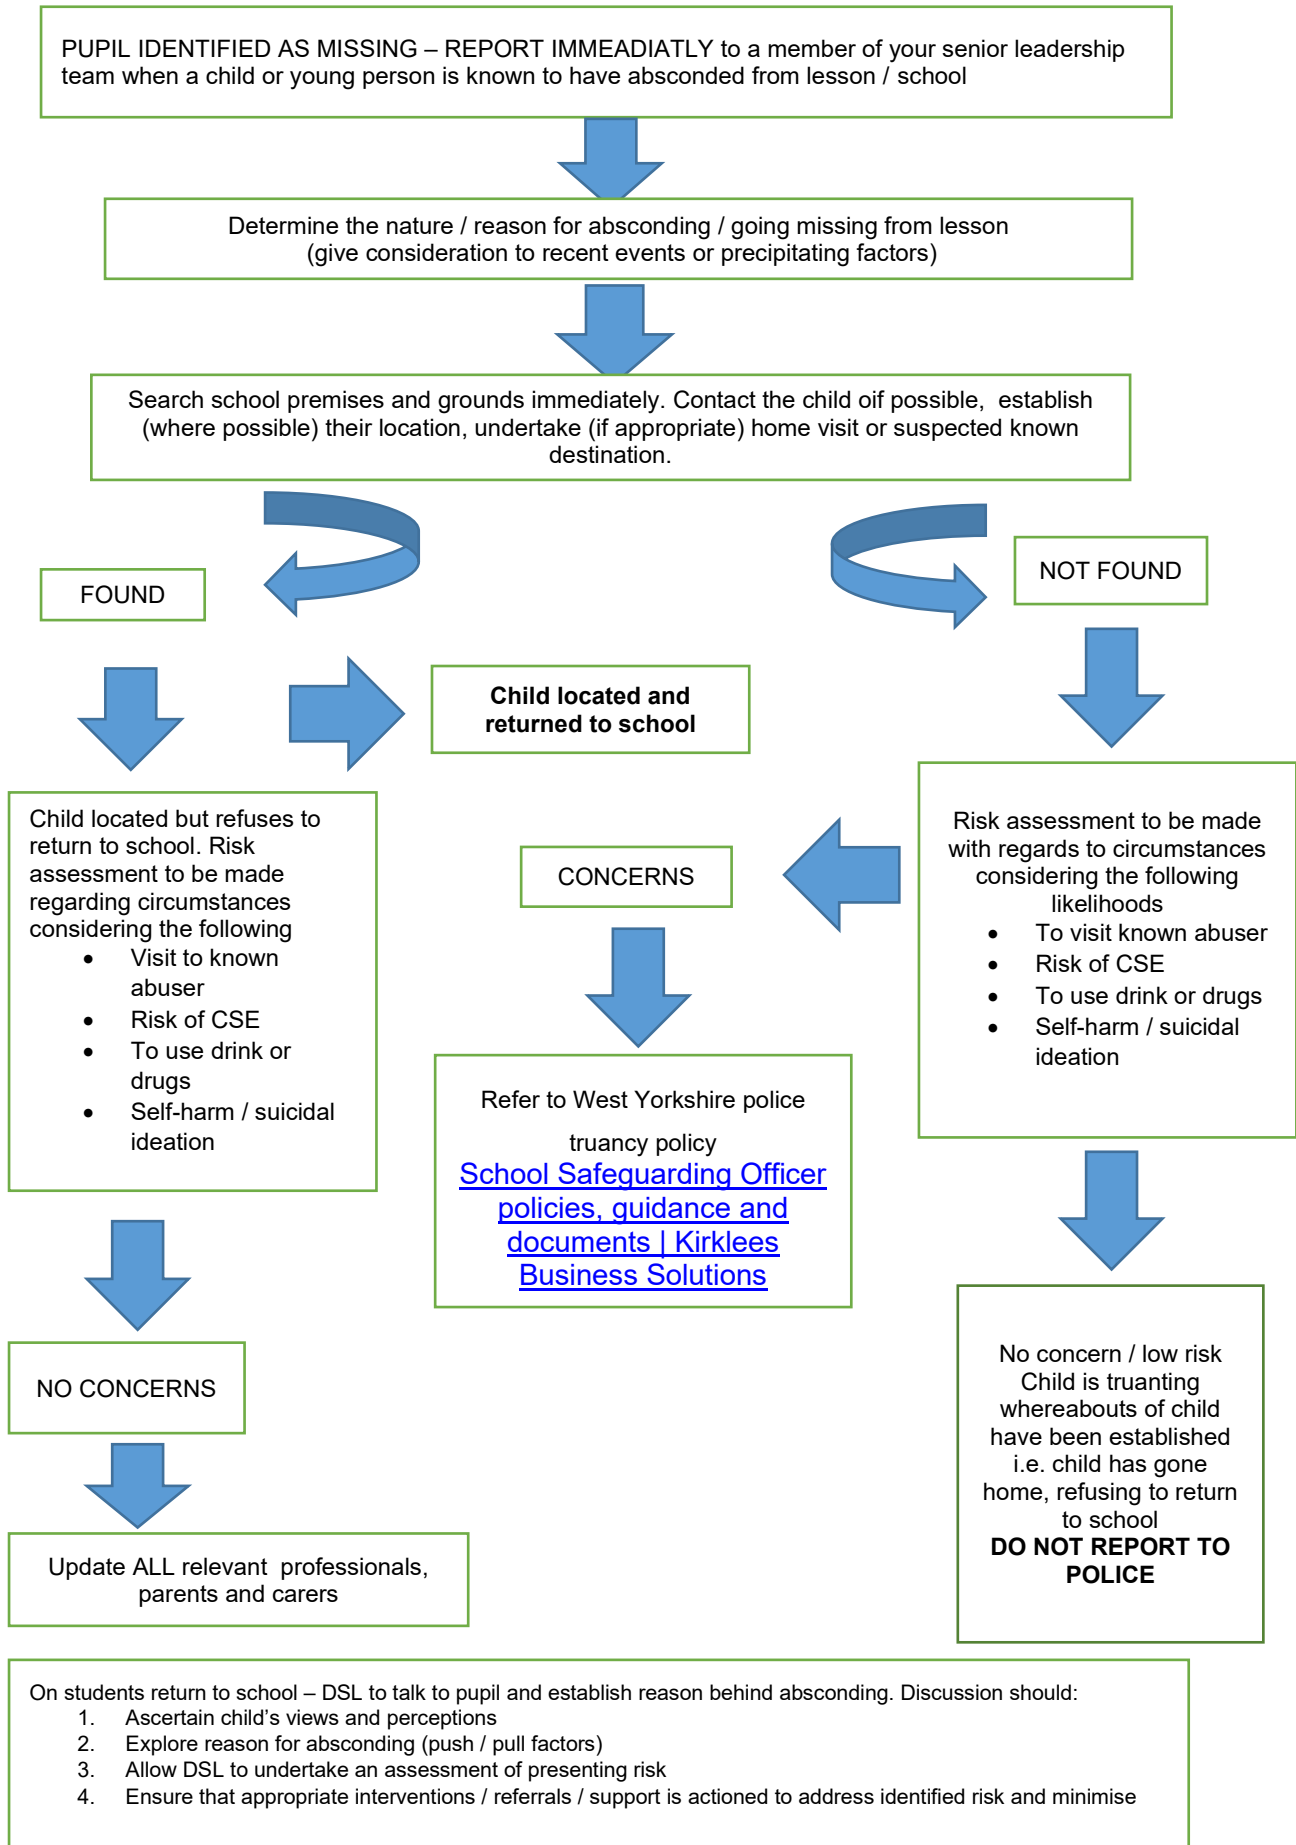 PUPIL IDENTIFIED AS MISSING – REPORT IMMEADIATLY to a member of your senior leadership
team when a child or young person is known to have absconded from lesson / school
Determine the nature / reason for absconding / going missing from lesson
(give consideration to recent events or precipitating factors)
Search school premises and grounds immediately. Contact the child oif possible,  establish
(where possible) their location, undertake (if appropriate) home visit or suspected known
destination.
FOUND
NOT FOUND
Child located and
returned to school
Child located but refuses to
return to school. Risk
assessment to be made
regarding circumstances
considering the following
• Visit to known
abuser
• Risk of CSE
• To use drink or
drugs
• Self-harm / suicidal
ideation
CONCERNS
Risk assessment to be made
with regards to circumstances
considering the following
likelihoods
• To visit known abuser
• Risk of CSE
• To use drink or drugs
• Self-harm / suicidal
ideation
Refer to West Yorkshire police
truancy policy
School Safeguarding Officer
policies, guidance and
documents | Kirklees
Business Solutions
NO CONCERNS
No concern / low risk
Child is truanting
whereabouts of child
have been established
i.e. child has gone
home, refusing to return
to school
DO NOT REPORT TO
POLICE
Update ALL relevant  professionals,
parents and carers
On students return to school – DSL to talk to pupil and establish reason behind absconding. Discussion should:
1. Ascertain child’s views and perceptions
2. Explore reason for absconding (push / pull factors)
3. Allow DSL to undertake an assessment of presenting risk
4. Ensure that appropriate interventions / referrals / support is actioned to address identified risk and minimise